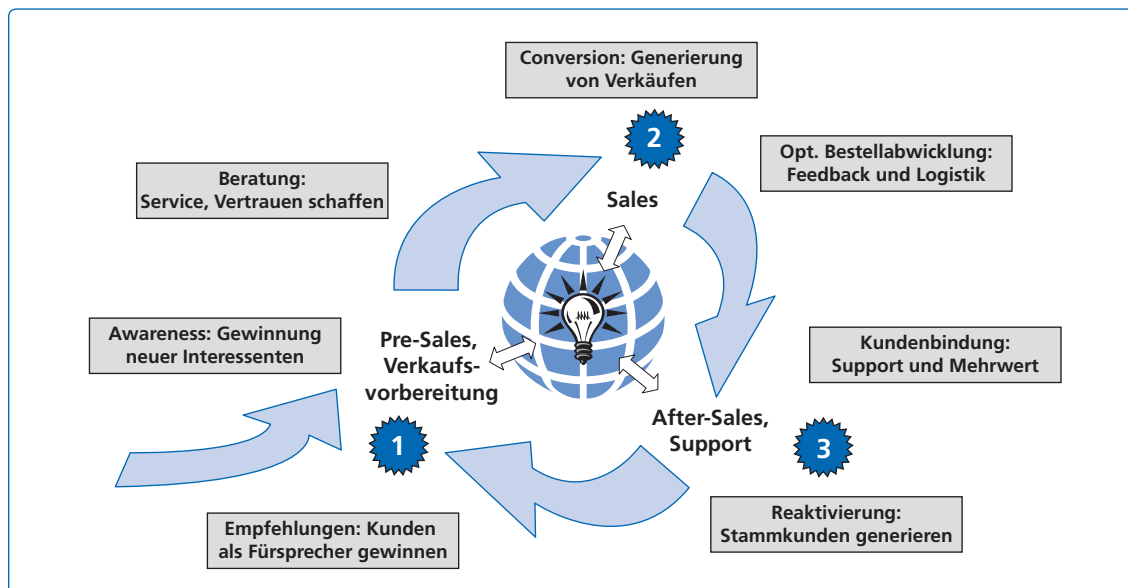 Conversion: Generierung
von Verkäufen
2
Opt. Bestellabwicklung:
Feedback und Logistik
Beratung:
Service, Vertrauen schaffen
Sales
Awareness: Gewinnung
neuer Interessenten
Pre-Sales,
Verkaufs-
vorbereitung
Kundenbindung:
Support und Mehrwert
After-Sales,
Support
1
3
Empfehlungen: Kunden
als Fürsprecher gewinnen
Reaktivierung:
Stammkunden generieren